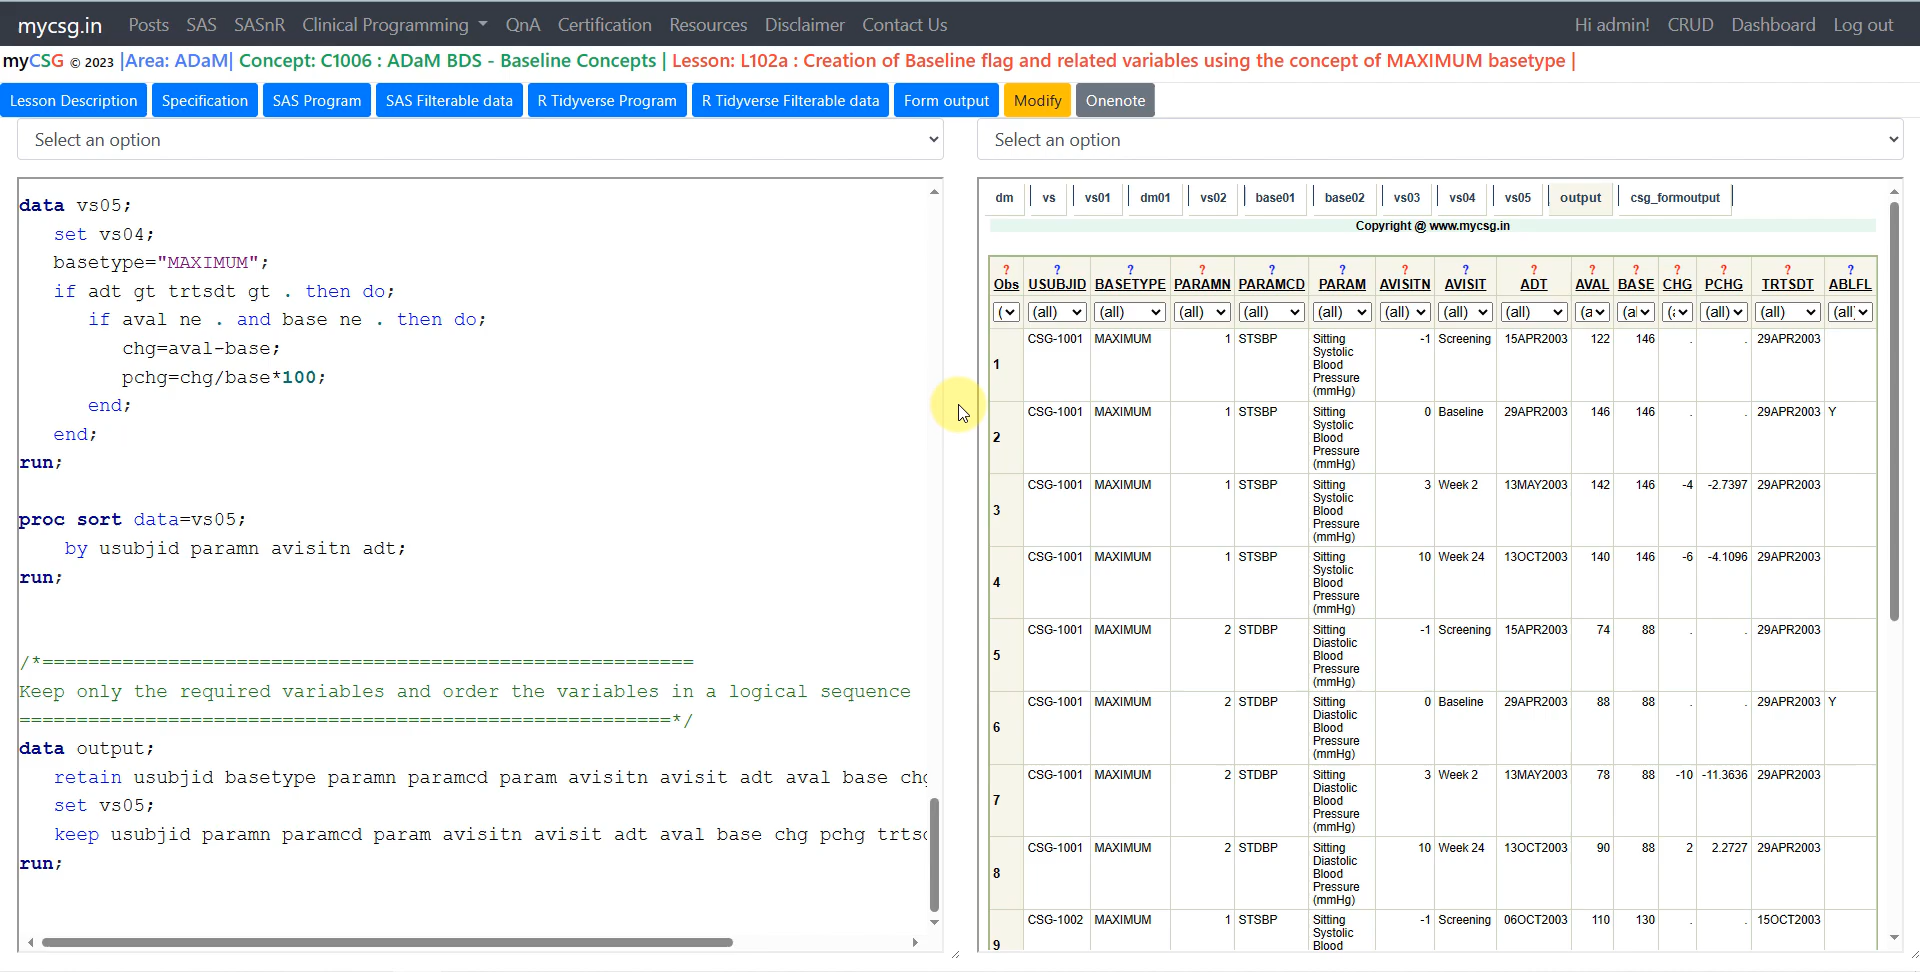 mycsg.in Posts SAS SASnR Clinical Programming QnA Certification Resources Disclaimer Contact Us Hi admin! CRUD Dashboard Log out
myCSG © 2023 |Area: ADaM| Concept: C1006 : ADaM BDS - Baseline Concepts | Lesson: L102a : Creation of Baseline flag and related variables using the concept of MAXIMUM basetype |
Lesson Description Specification SAS Program SAS Filterable data R Tidyverse Program R Tidyverse Filterable data Form output Modify Onenote
Select an option
data vs05;
set vs04;
basetype="MAXIMUM";
if adt gt trtsdt gt . then do;
if aval ne . and base ne . then do;
chg=aval-base;
pchg=chg/base*100;
end;
end;
run;
proc sort data=vs05;
by usubjid paramn avisitn adt;
run;
/*=========================================================
Keep only the required variables and order the variables in a logical sequence
=========================================================*/
data output;
retain usubjid basetype paramn paramcd param avisitn avisit adt aval base chg
set vs05;
keep usubjid paramn paramcd param avisitn avisit adt aval base chg pchg
run;
Select an option
dm | vs | vs01 | dm01 | vs02 | base01 | base02 | vs03 | vs04 | vs05 | output | csg_formoutput |
Copyright @ www.mycsg.in
? ? ? ? ? ? ? ? ? ? ? ? ? ? ?
Obs USUBJID BASETYPE PARAMN PARAMCD PARAM AVISITN AVISIT ADT AVAL BASE CHG PCHG TRTSDT ABLFL
( (all) (all) (all) (all) (all) (all) (all) (all) (a (al ( (all) (all) (all)
1 CSG-1001 MAXIMUM 1 STSBP Sitting Systolic Blood Pressure (mmHg) -1 Screening 15APR2003 122 146 . . 29APR2003
2 CSG-1001 MAXIMUM 1 STSBP Sitting Systolic Blood Pressure (mmHg) 0 Baseline 29APR2003 146 146 . . 29APR2003 Y
3 CSG-1001 MAXIMUM 1 STSBP Sitting Systolic Blood Pressure (mmHg) 3 Week 2 13MAY2003 142 146 -4 -2.7397 29APR2003
4 CSG-1001 MAXIMUM 1 STSBP Sitting Systolic Blood Pressure (mmHg) 10 Week 24 13OCT2003 140 146 -6 -4.1096 29APR2003
5 CSG-1001 MAXIMUM 2 STDBP Sitting Diastolic Blood Pressure (mmHg) -1 Screening 15APR2003 74 88 . . 29APR2003
6 CSG-1001 MAXIMUM 2 STDBP Sitting Diastolic Blood Pressure (mmHg) 0 Baseline 29APR2003 88 88 . . 29APR2003 Y
7 CSG-1001 MAXIMUM 2 STDBP Sitting Diastolic Blood Pressure (mmHg) 3 Week 2 13MAY2003 78 88 -10 -11.3636 29APR2003
8 CSG-1001 MAXIMUM 2 STDBP Sitting Diastolic Blood Pressure (mmHg) 10 Week 24 13OCT2003 90 88 2 2.2727 29APR2003
9 CSG-1002 MAXIMUM 1 STSBP Sitting Systolic Blood -1 Screening 06OCT2003 110 130 . . 15OCT2003